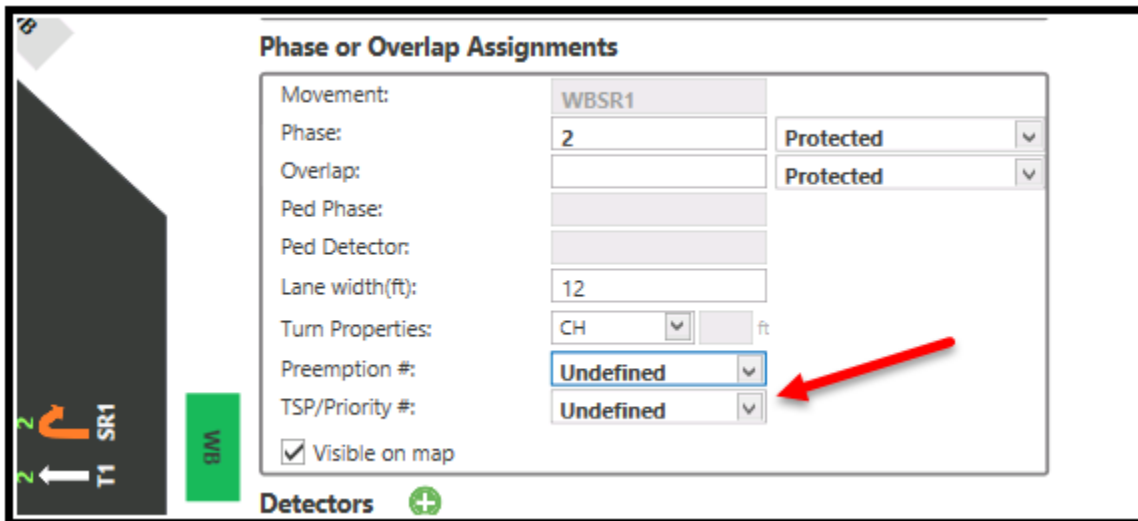 Phase or Overlap Assignments
Movement: WBSR1
Phase: 2 Protected
Overlap: Protected
Ped Phase:
Ped Detector:
Lane width(ft): 12
Turn Properties: CH ft
Preemption #: Undefined
TSP/Priority #: Undefined
Visible on map
Detectors
2 SR1
2 T1
WB